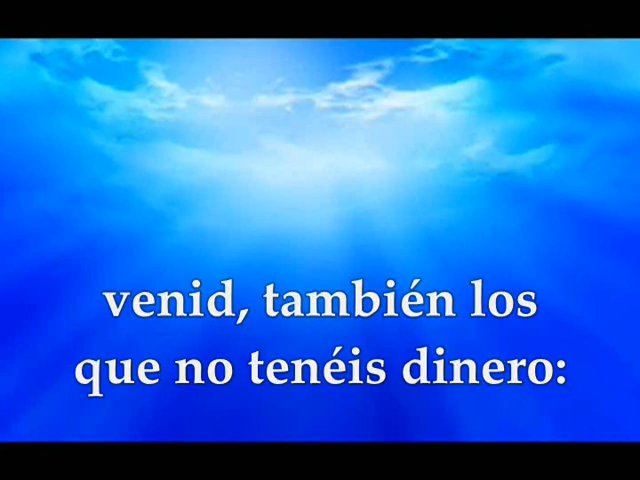 venid, también los
que no tenéis dinero: